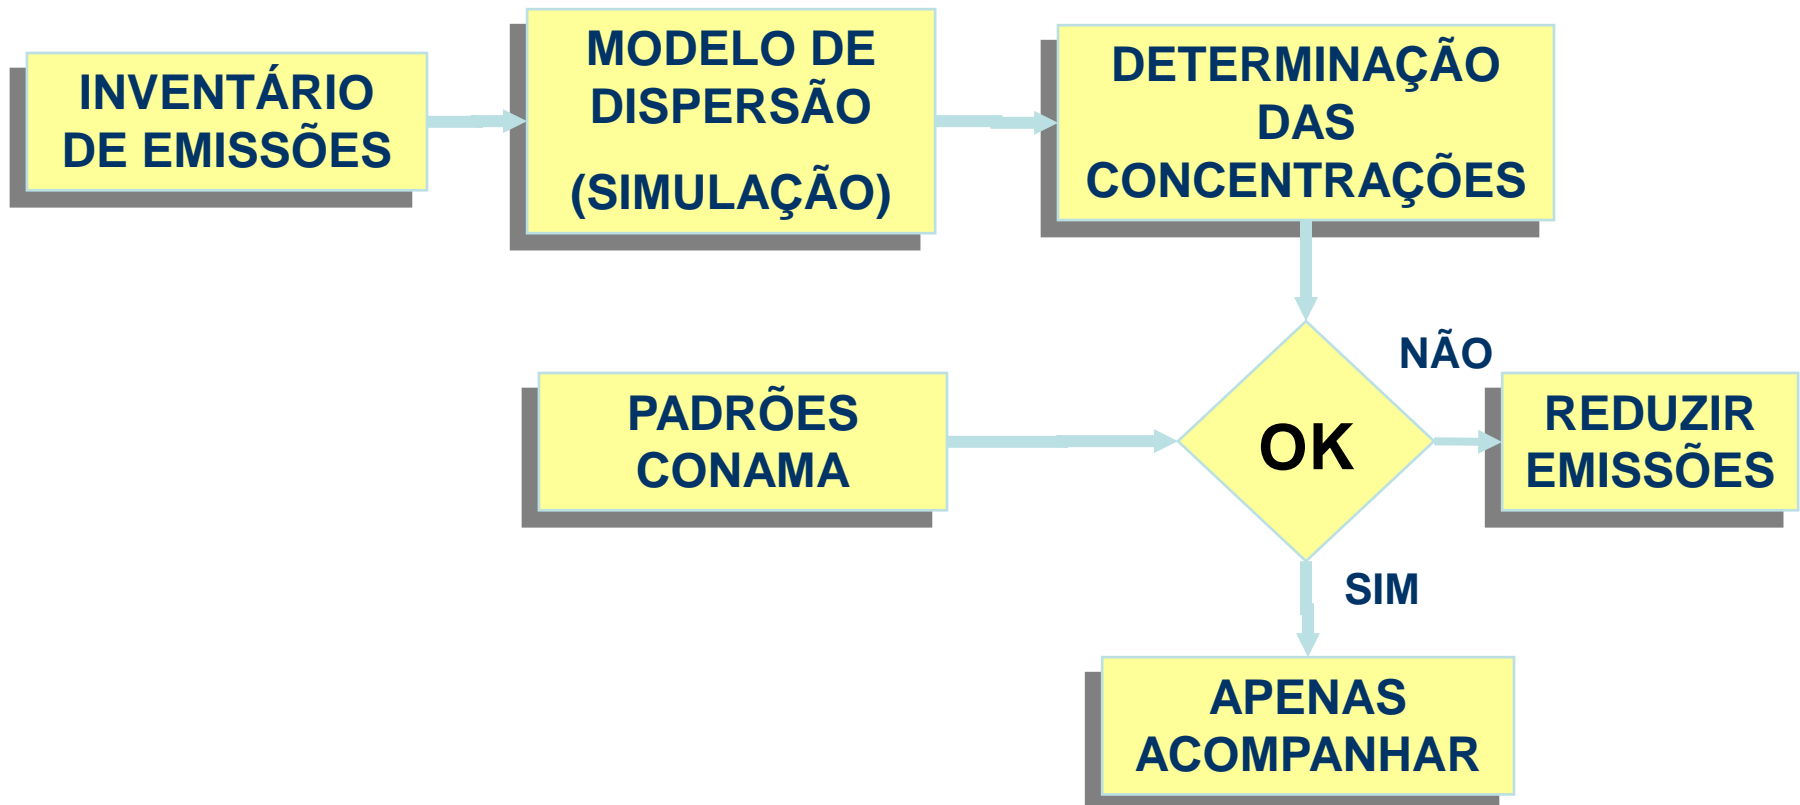 INVENTÁRIO
DE EMISSÕES
MODELO DE
DISPERSÃO
(SIMULAÇÃO)
DETERMINAÇÃO
DAS
CONCENTRAÇÕES
PADRÕES
CONAMA
OK
NÃO
REDUZIR
EMISSÕES
SIM
APENAS
ACOMPANHAR